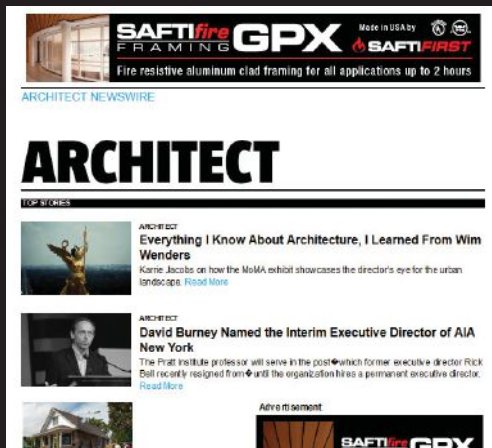 SAFTIfire GPX
FRAMING
Made in USA by
SAFTIFIRST
Fire resistive aluminum clad framing for all applications up to 2 hours
ARCHITECT NEWSWIRE
ARCHITECT
TOP STORIES
ARCHITECT
Everything I Know About Architecture, I Learned From Wim
Wenders
Karrie Jacobs on how the MoMA exhibit showcases the director's eye for the urban
landscape. Read More
ARCHITECT
David Burney Named the Interim Executive Director of AIA
New York
The Pratt Institute professor will serve in the post�which former executive director Rick
Bell recently resigned from�until the organization hires a permanent executive director.
Read More
Advertisement
SAFTIfire GPX